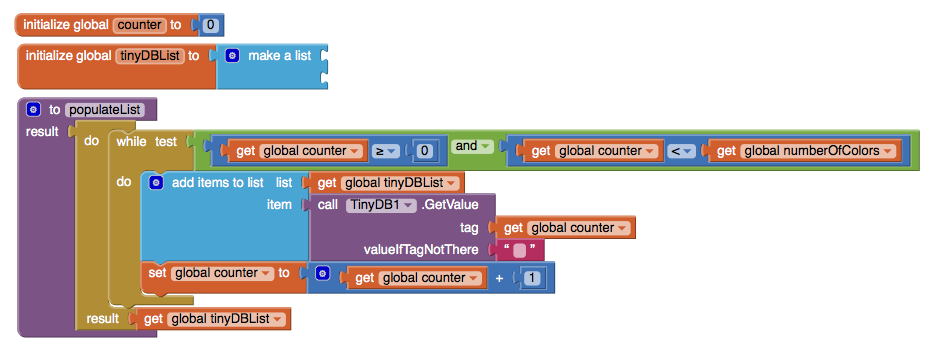 initialize global counter to 0
initialize global tinyDBList to make a list
to populateList
result do while test get global counter ≥ 0 and get global counter < get global numberOfColors
do add items to list list get global tinyDBList
item call TinyDB1 .GetValue
tag get global counter
valueIfTagNotThere “ ”
set global counter to get global counter + 1
result get global tinyDBList